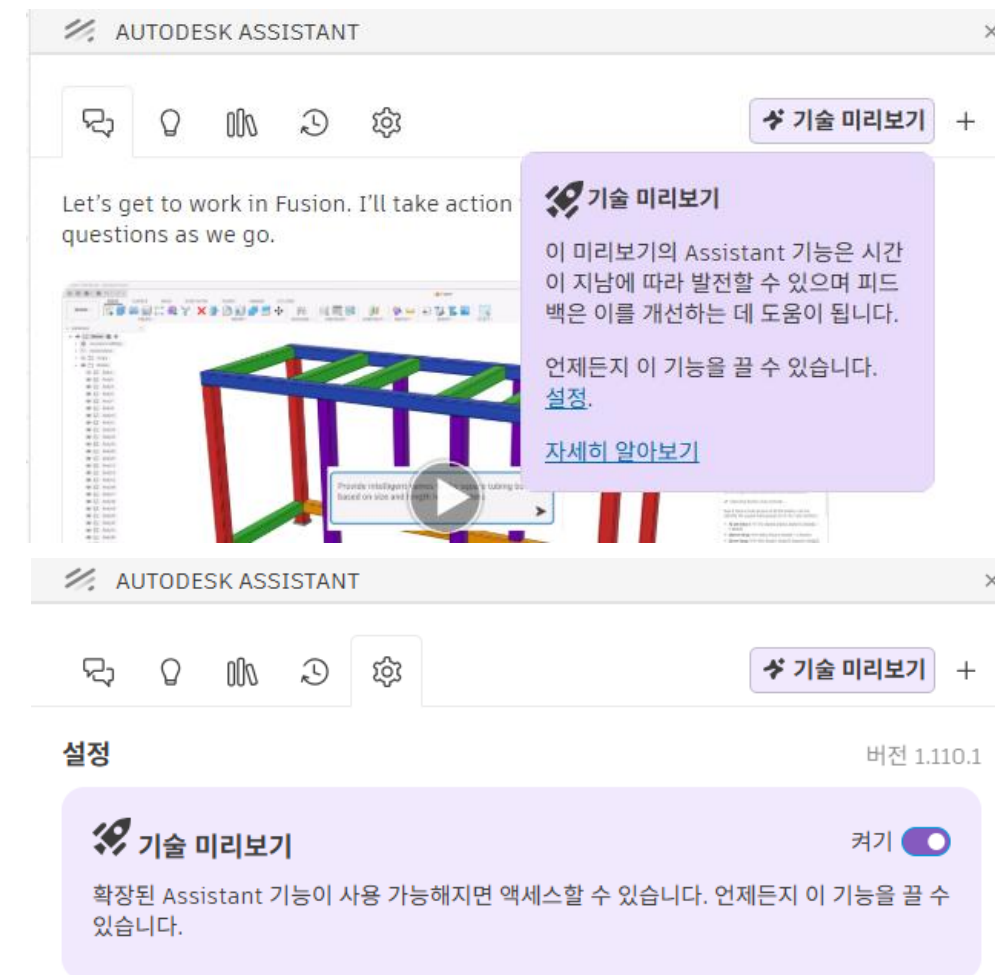 AUTODESK ASSISTANT
기술 미리보기
Let's get to work in Fusion. I'll take action
questions as we go.
기술 미리보기
이 미리보기의 Assistant 기능은 시간
이 지남에 따라 발전할 수 있으며 피드
백은 이를 개선하는 데 도움이 됩니다.
언제든지 이 기능을 끌 수 있습니다.
설정.
자세히 알아보기
Provide intelligent
based on size and
AUTODESK ASSISTANT
기술 미리보기
설정
버전 1.110.1
기술 미리보기
켜기
확장된 Assistant 기능이 사용 가능해지면 액세스할 수 있습니다. 언제든지 이 기능을 끌 수
있습니다.